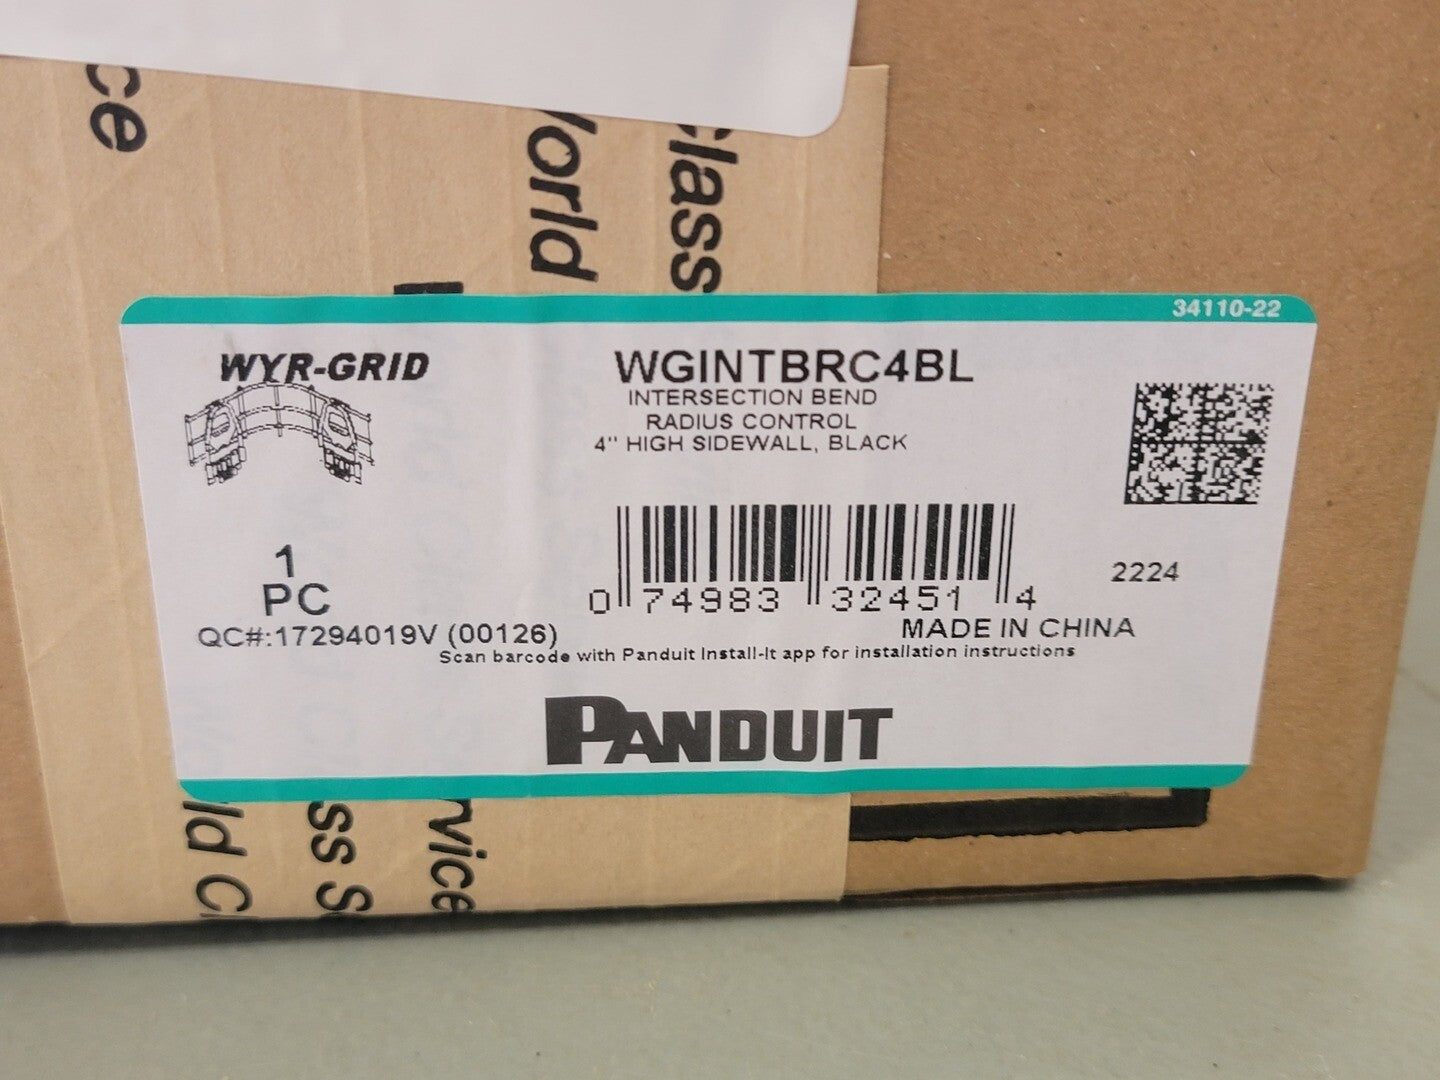 ce
World
class
34110-22
WYR-GRID
WGINTBRC4BL
INTERSECTION BEND
RADIUS CONTROL
4" HIGH SIDEWALL, BLACK
1
PC
0 74983 32451 4
2224
QC#:17294019V (00126)
MADE IN CHINA
Scan barcode with Panduit Install-It app for installation instructions
PANDUIT
ld C
ss S
rvice